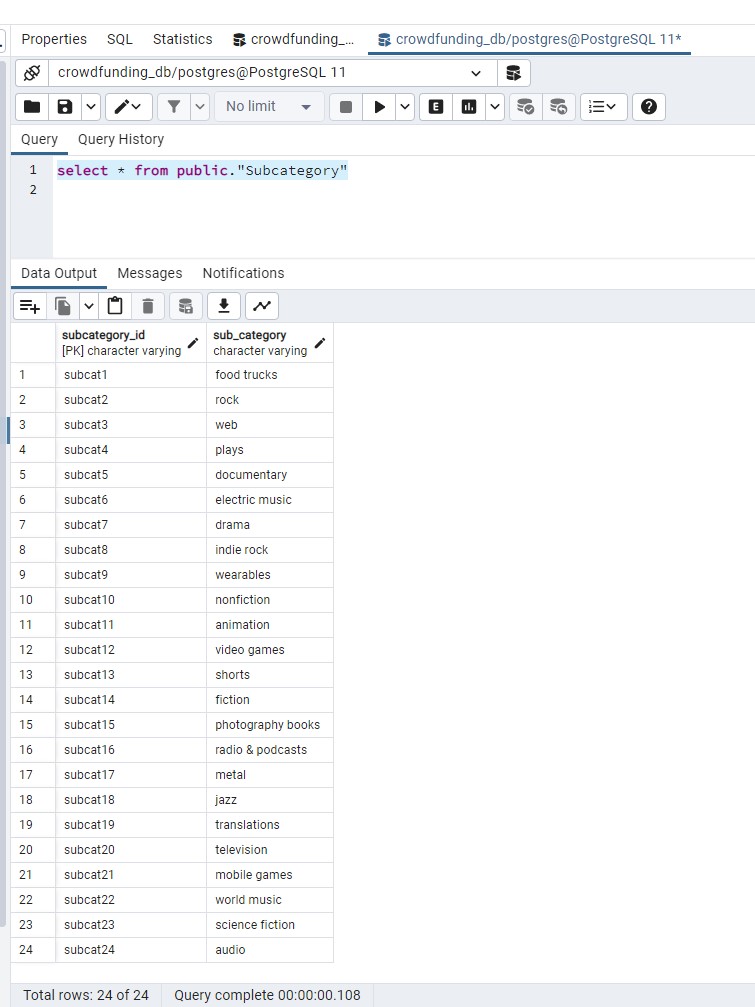 Properties SQL Statistics crowdfunding_... crowdfunding_db/postgres@PostgreSQL 11*
crowdfunding_db/postgres@PostgreSQL 11
No limit E
Query Query History
1 select * from public."Subcategory"
2
Data Output Messages Notifications
subcategory_id sub_category
[PK] character varying character varying
1 subcat1 food trucks
2 subcat2 rock
3 subcat3 web
4 subcat4 plays
5 subcat5 documentary
6 subcat6 electric music
7 subcat7 drama
8 subcat8 indie rock
9 subcat9 wearables
10 subcat10 nonfiction
11 subcat11 animation
12 subcat12 video games
13 subcat13 shorts
14 subcat14 fiction
15 subcat15 photography books
16 subcat16 radio & podcasts
17 subcat17 metal
18 subcat18 jazz
19 subcat19 translations
20 subcat20 television
21 subcat21 mobile games
22 subcat22 world music
23 subcat23 science fiction
24 subcat24 audio
Total rows: 24 of 24 Query complete 00:00:00.108